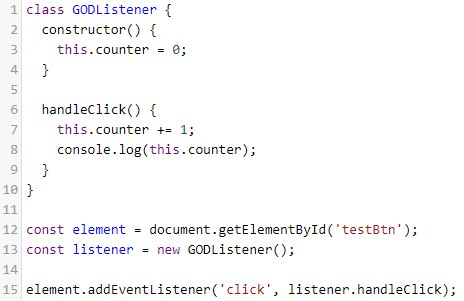 1 class GODListener {
2   constructor() {
3     this.counter = 0;
4   }
5
6   handleClick() {
7     this.counter += 1;
8     console.log(this.counter);
9   }
10 }
11
12 const element = document.getElementById('testBtn');
13 const listener = new GODListener();
14
15 element.addEventListener('click', listener.handleClick);